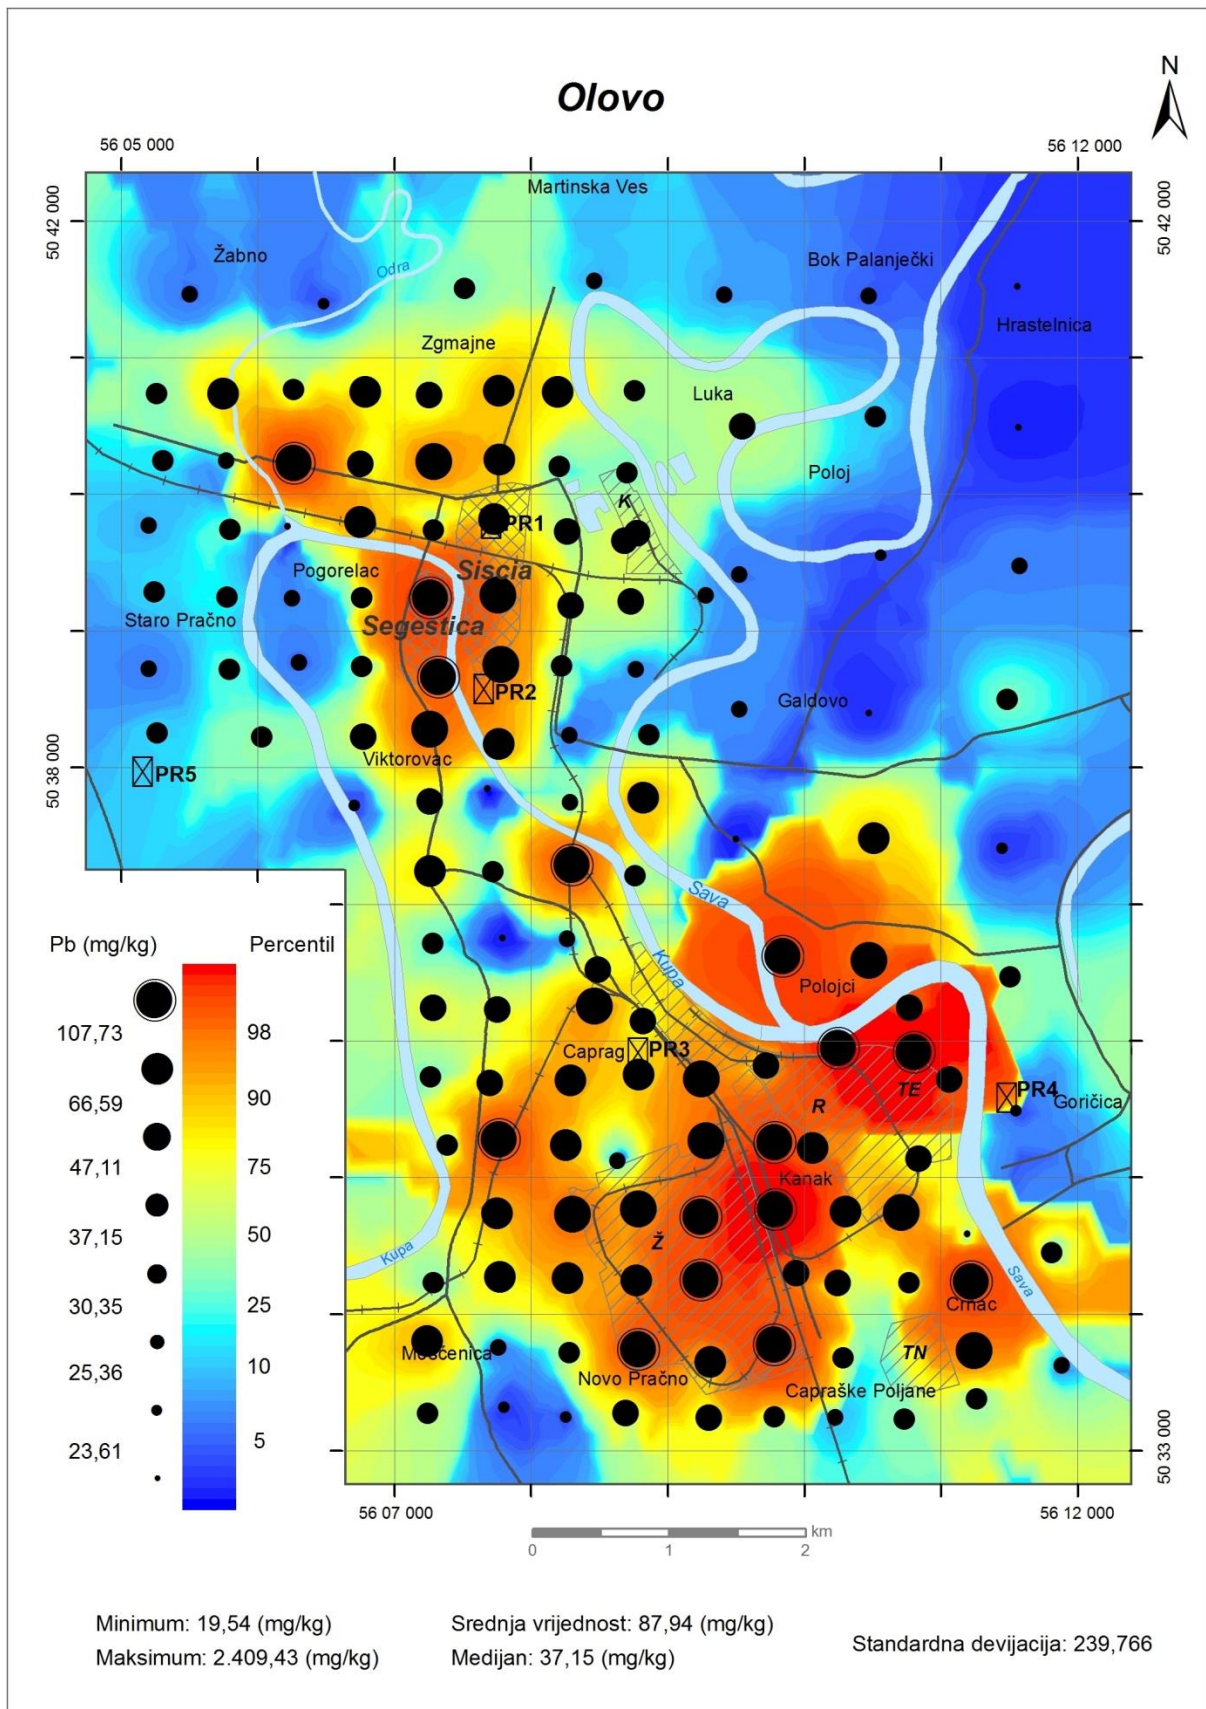 N
Olovo
56 05 000
56 12 000
Martinska Ves
50 42 000
50 42 000
Žabno
Bok Palanječki
Odra
Hrastelnica
Zgmajne
Luka
Poloj
K
PR1
Pogorelac
Siscia
Staro Pračno
Segestica
PR2
Galdovo
Viktorovac
50 38 000
50 38 000
PR5
Sava
Pb (mg/kg)
Percentil
Kupa
Polojci
107,73
98
Caprag
PR3
66,59
90
R
TE
PR4
Goričica
47,11
75
Kanak
37,15
50
Ž
Kupa
Sava
30,35
25
Crnac
25,36
10
Mošćenica
Novo Pračno
TN
Capraške Poljane
23,61
5
50 33 000
56 07 000
56 12 000
km
0
1
2
Minimum: 19,54 (mg/kg)
Srednja vrijednost: 87,94 (mg/kg)
Standardna devijacija: 239,766
Maksimum: 2.409,43 (mg/kg)
Medijan: 37,15 (mg/kg)